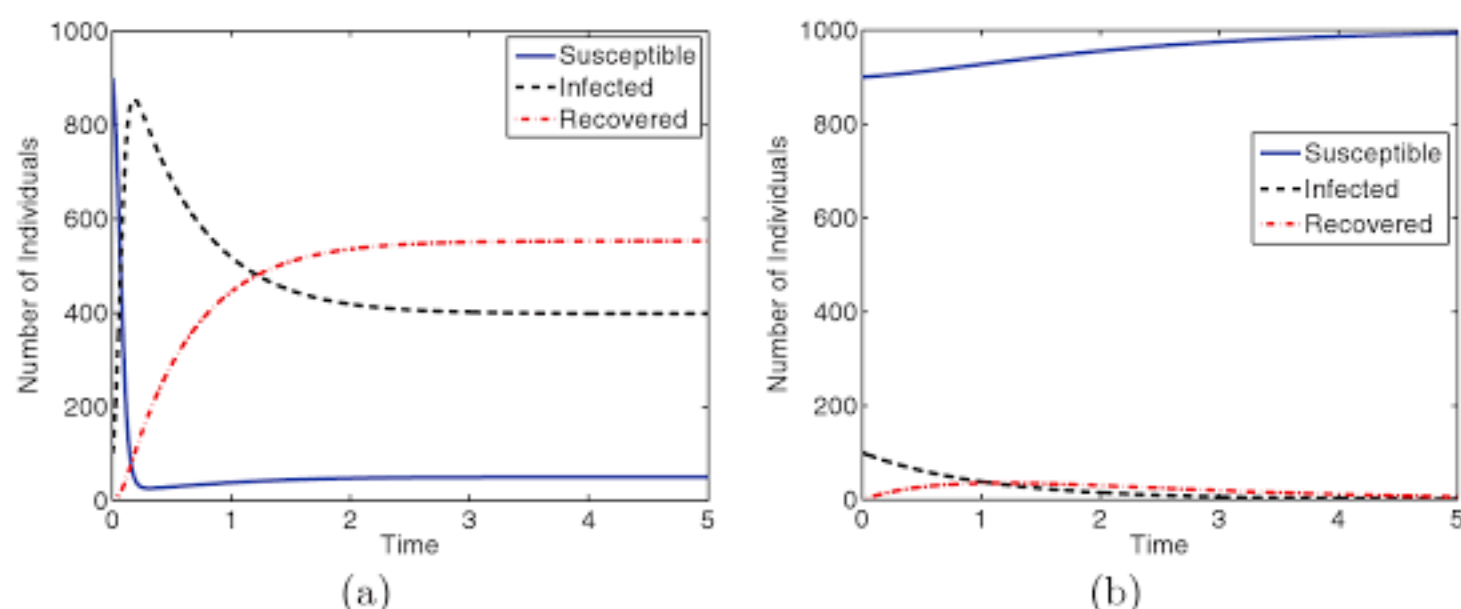 1000
800
600
400
200
0
Number of Individuals
Susceptible
Infected
Recovered
0 1 2 3 4 5
Time
(a)
1000
800
600
400
200
0
Number of Individuals
Susceptible
Infected
Recovered
0 1 2 3 4 5
Time
(b)